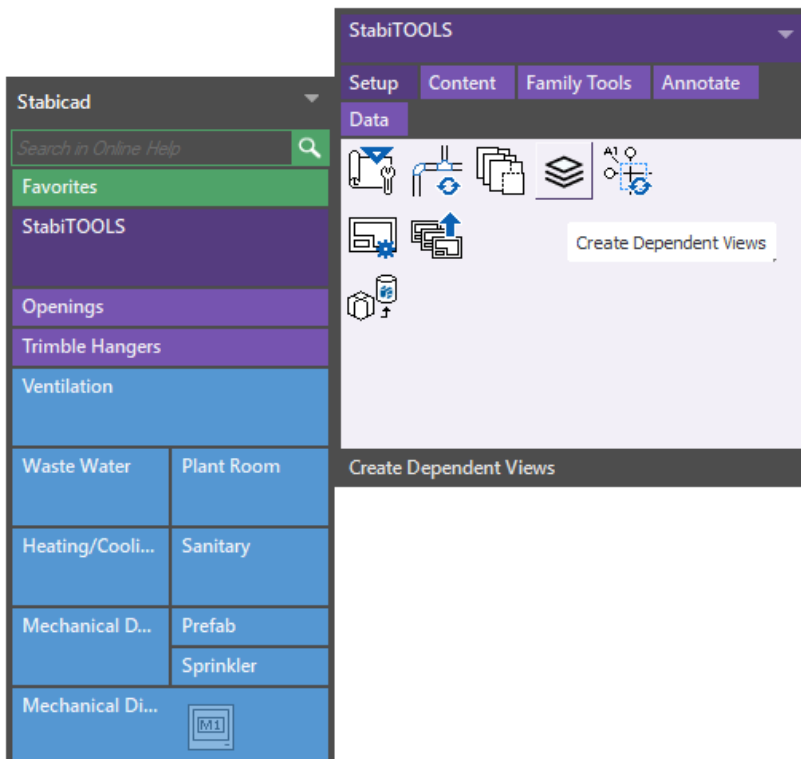 StabiTOOLS
Setup Content Family Tools Annotate
Data
A1
Create Dependent Views
Create Dependent Views
Stabicad
Search in Online Help
Favorites
StabiTOOLS
Openings
Trimble Hangers
Ventilation
Waste Water Plant Room
Heating/Cooli... Sanitary
Mechanical D... Prefab
Sprinkler
Mechanical Di...
M1